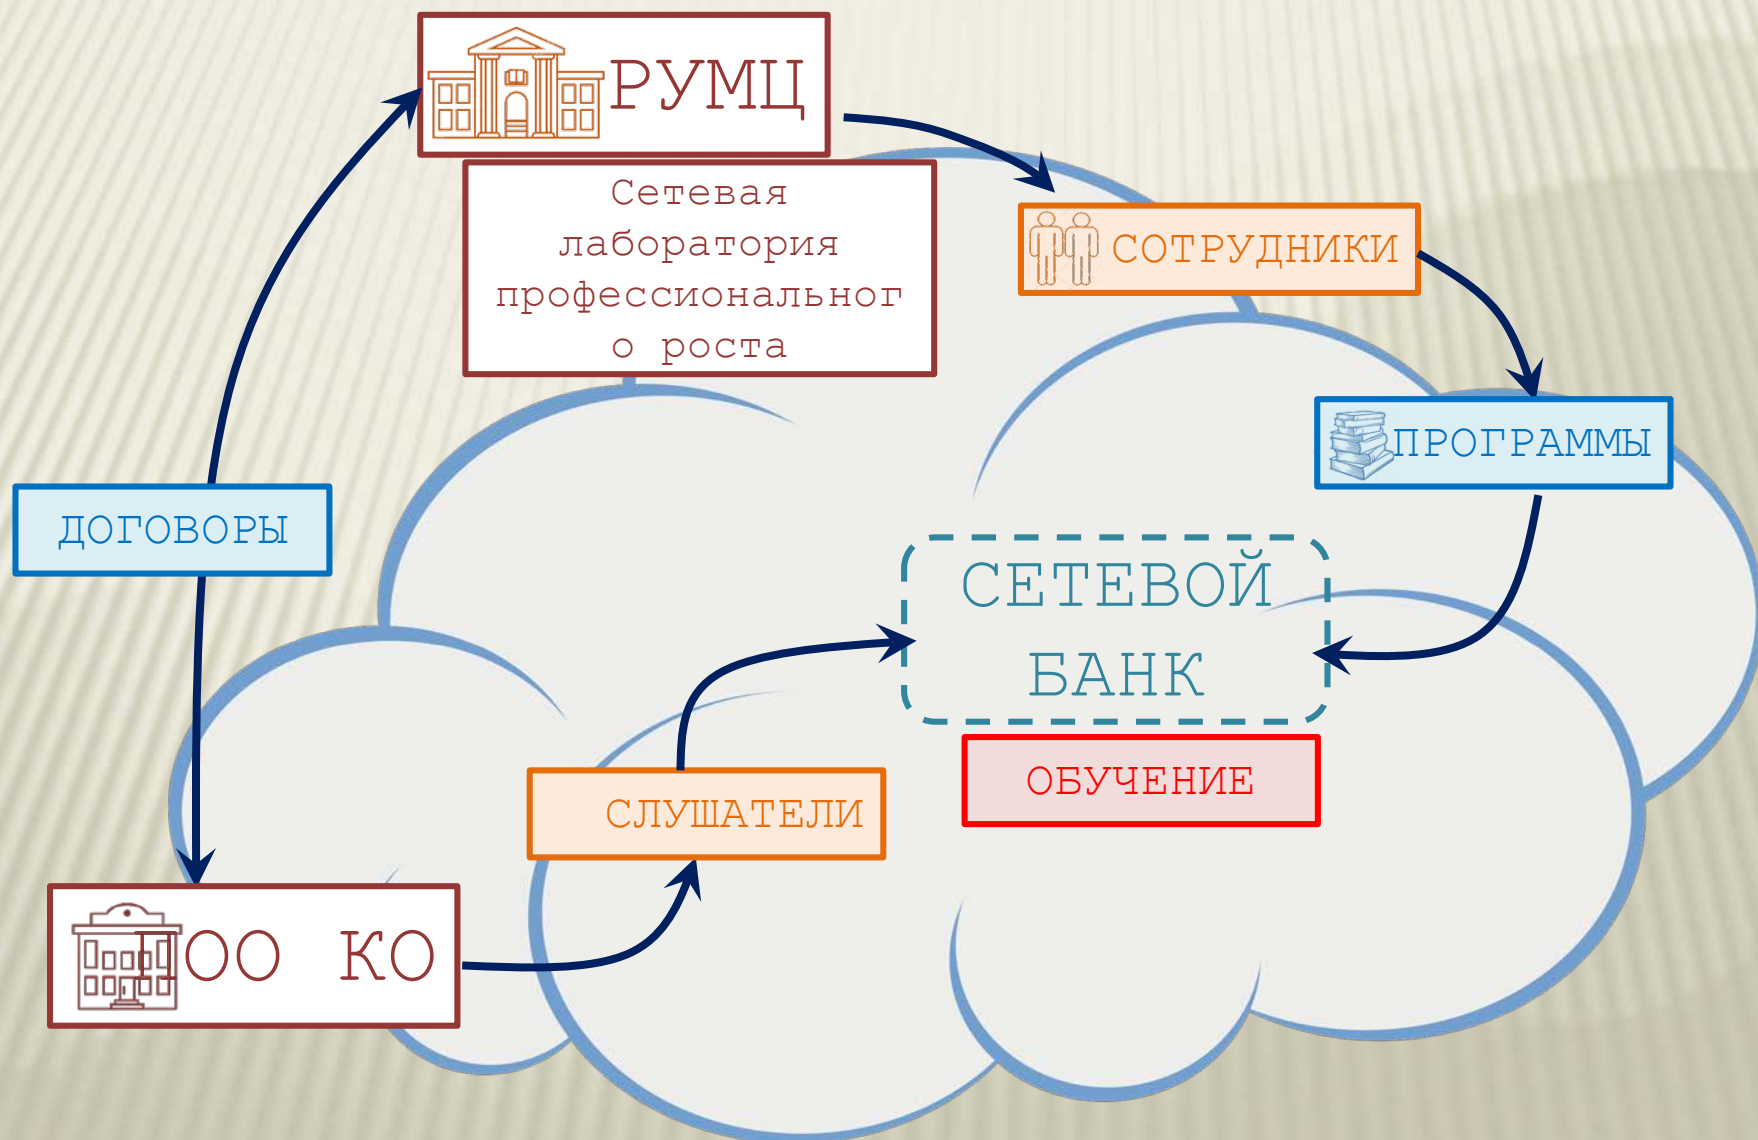 РУМЦ
Сетевая
лаборатория
профессиональног
о роста
СОТРУДНИКИ
ПРОГРАММЫ
ДОГОВОРЫ
СЕТЕВОЙ
БАНК
ОБУЧЕНИЕ
СЛУШАТЕЛИ
ПОО КО